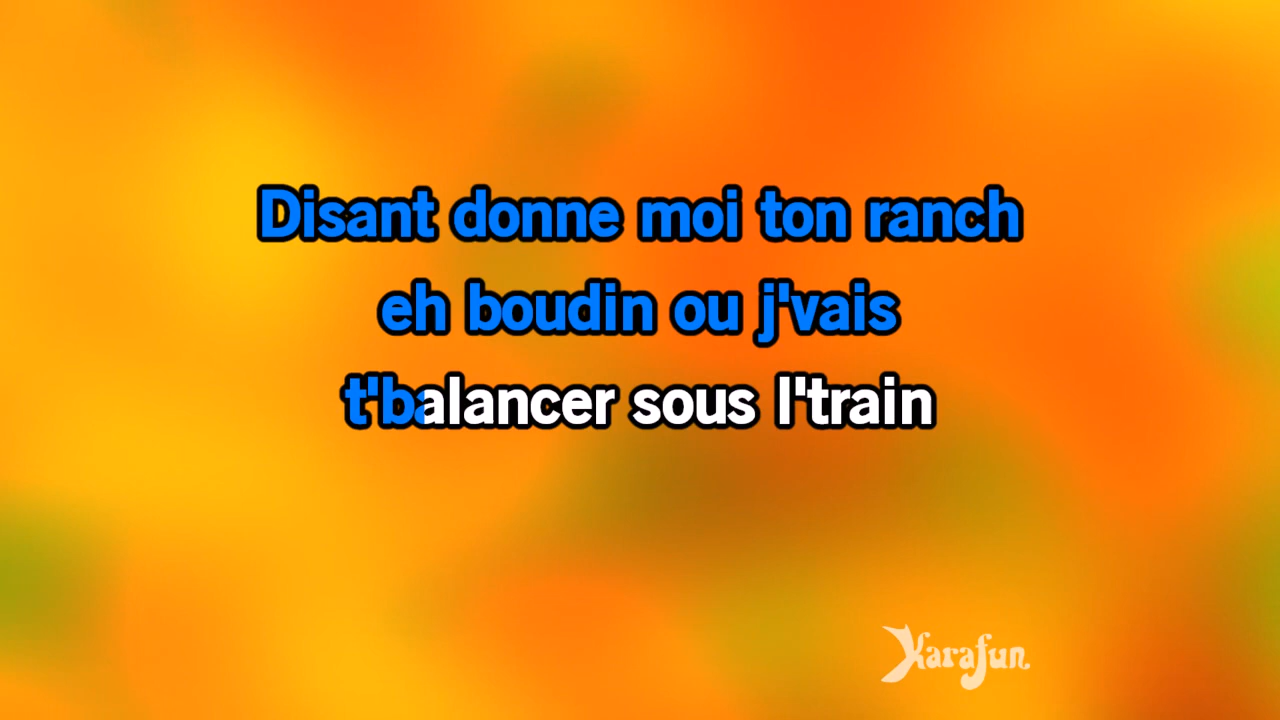 Disant donne moi ton ranch
eh boudin ou j'vais
t'balancer sous l'train
Karafun